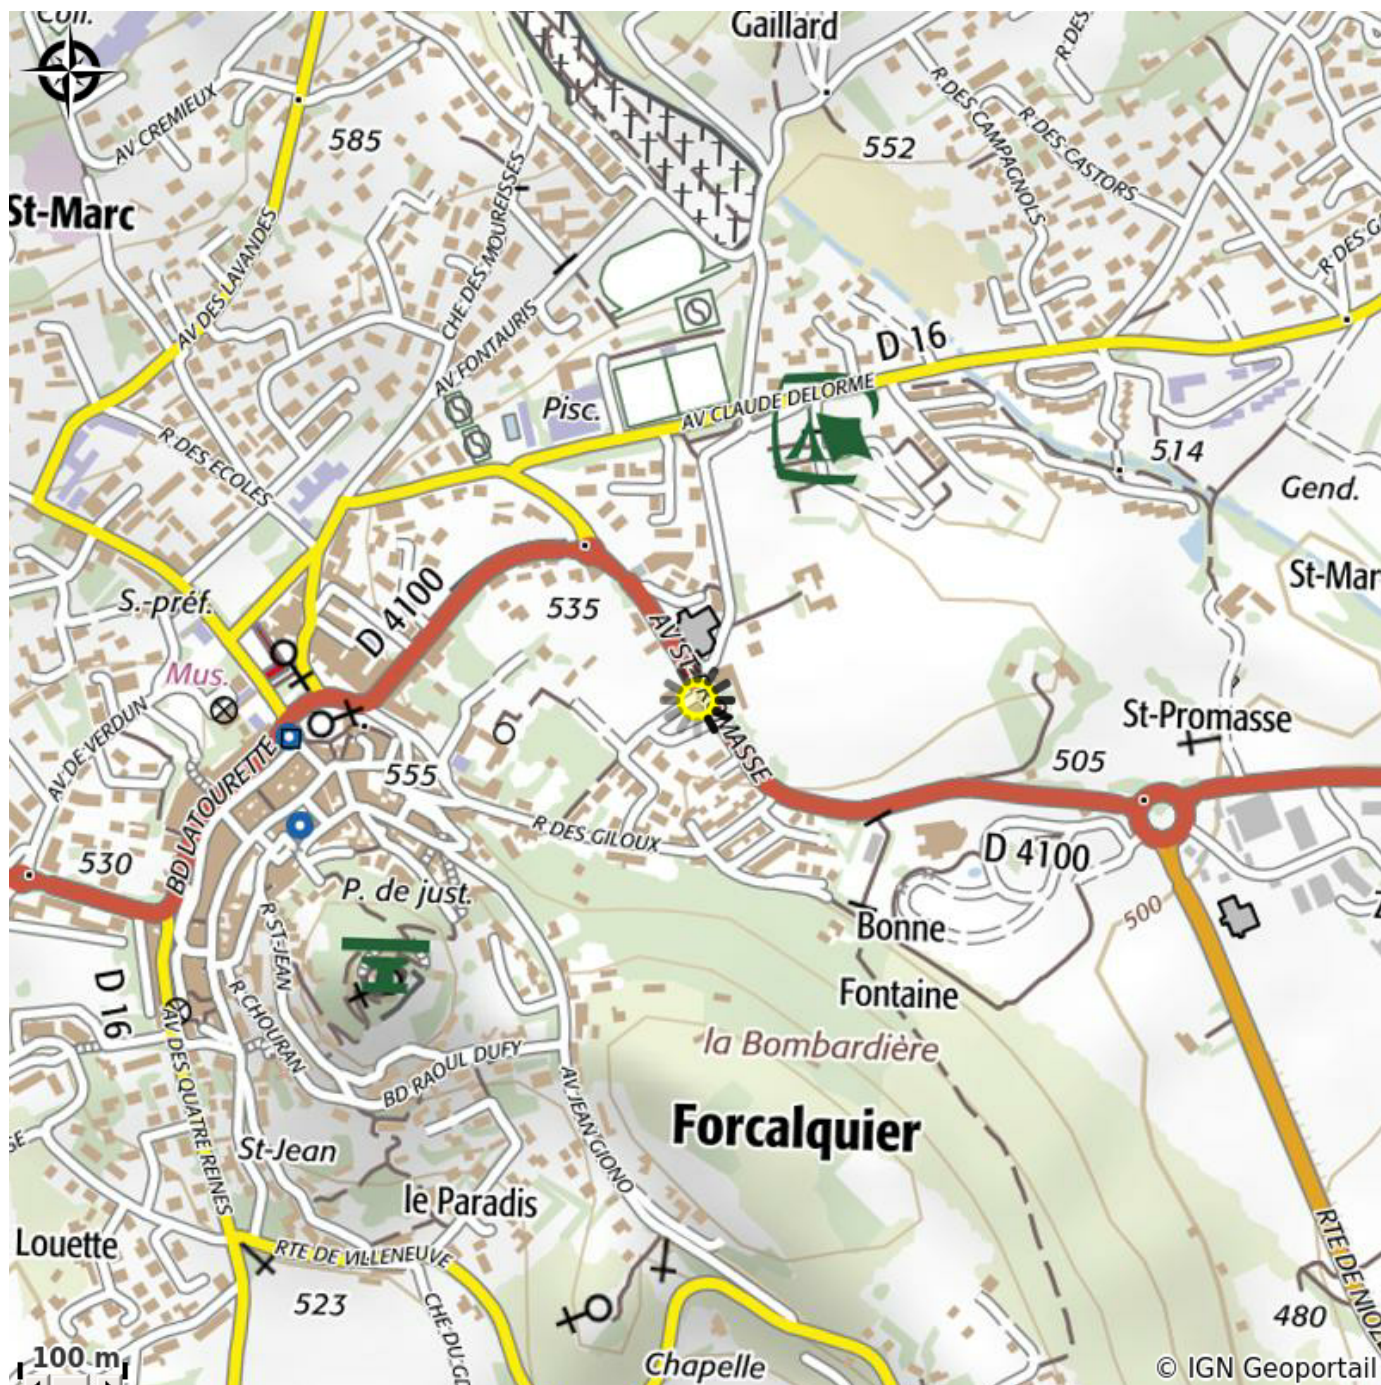 Coll.
Gaillard
R DES
AV CREMIEUX
585
552
R DES CAMPAGNOLS
R DES CASTORS
St-Marc
AV DES LAVANDES
CHE DES MOUREISSES
AV FONTAURIS
D 16
AV CLAUDE DELORME
Pisc.
R DES ECOLES
514
Gend.
S.-préf.
D 4100
535
AV ST
MASSE
St-Mar
Mus.
AV DE VERDUN
BD LATOURETTE
555
St-Promasse
505
R DES GILOUX
D 4100
530
P. de just.
R ST-JEAN
500
Bonne
Fontaine
D 16
R CHOURAN
la Bombardière
BD RAOUL DUFY
AV DES QUATRE REINES
AV JEAN GIONO
Forcalquier
St-Jean
le Paradis
Louette
RTE DE VILLENEUVE
523
CHE DU G
RTE DE NIOZ
480
100 m
Chapelle
© IGN Geoportail